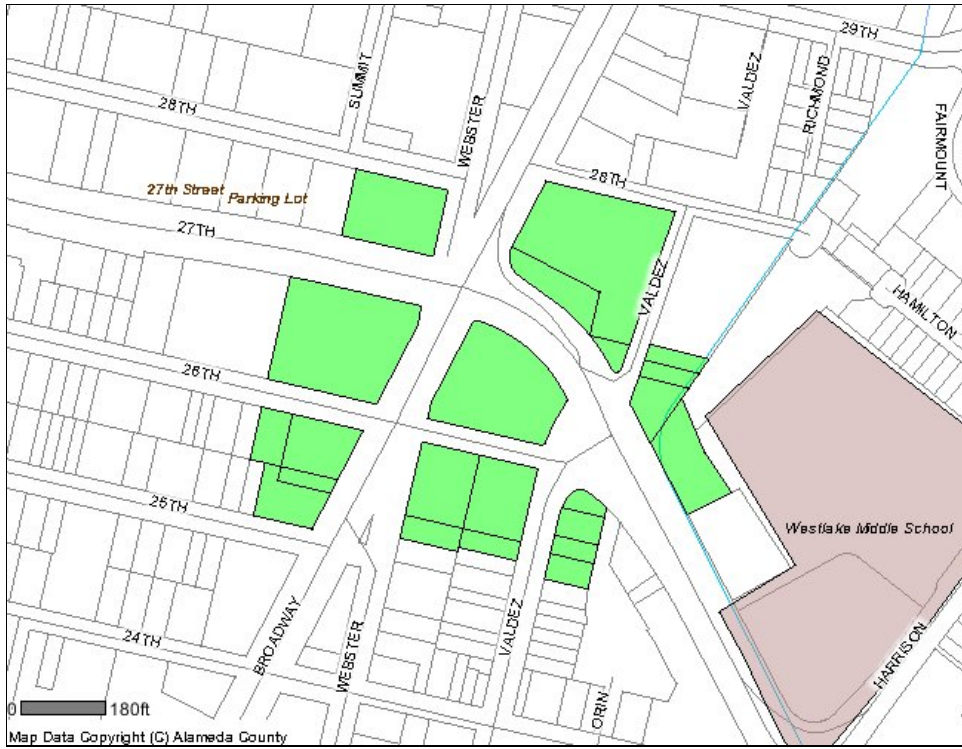 29TH
SUMMIT
VALDEZ
RICHMOND
28TH
WEBSTER
FAIRMOUNT
28TH
27th Street
Parking Lot
27TH
VALDEZ
HAMILTON
26TH
25TH
Westlake Middle School
24TH
BROADWAY
WEBSTER
VALDEZ
HARRISON
ORIN
0 180ft
Map Data Copyright (C) Alameda County